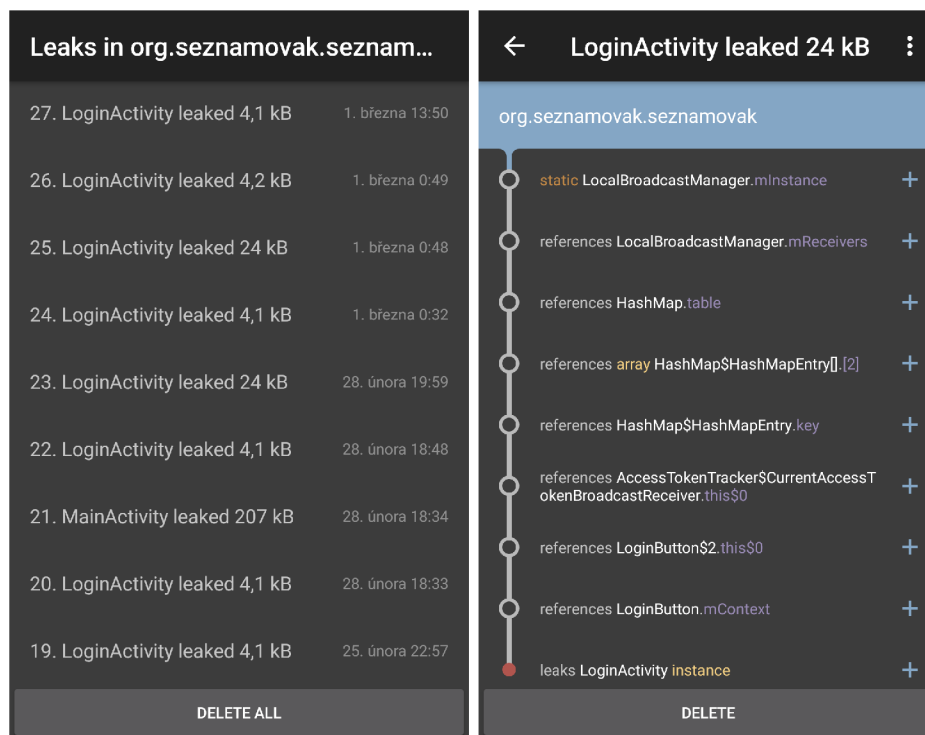 Leaks in org.seznamovak.seznam...
27. LoginActivity leaked 4,1 kB 1. března 13:50
26. LoginActivity leaked 4,2 kB 1. března 0:49
25. LoginActivity leaked 24 kB 1. března 0:48
24. LoginActivity leaked 4,1 kB 1. března 0:32
23. LoginActivity leaked 24 kB 28. února 19:59
22. LoginActivity leaked 4,1 kB 28. února 18:48
21. MainActivity leaked 207 kB 28. února 18:34
20. LoginActivity leaked 4,1 kB 28. února 18:33
19. LoginActivity leaked 4,1 kB 25. února 22:57
DELETE ALL
LoginActivity leaked 24 kB
org.seznamovak.seznamovak
static LocalBroadcastManager.mInstance
references LocalBroadcastManager.mReceivers
references HashMap.table
references array HashMap$HashMapEntry[].[2]
references HashMap$HashMapEntry.key
references AccessTokenTracker$CurrentAccessT
okenBroadcastReceiver.this$0
references LoginButton$2.this$0
references LoginButton.mContext
leaks LoginActivity instance
DELETE